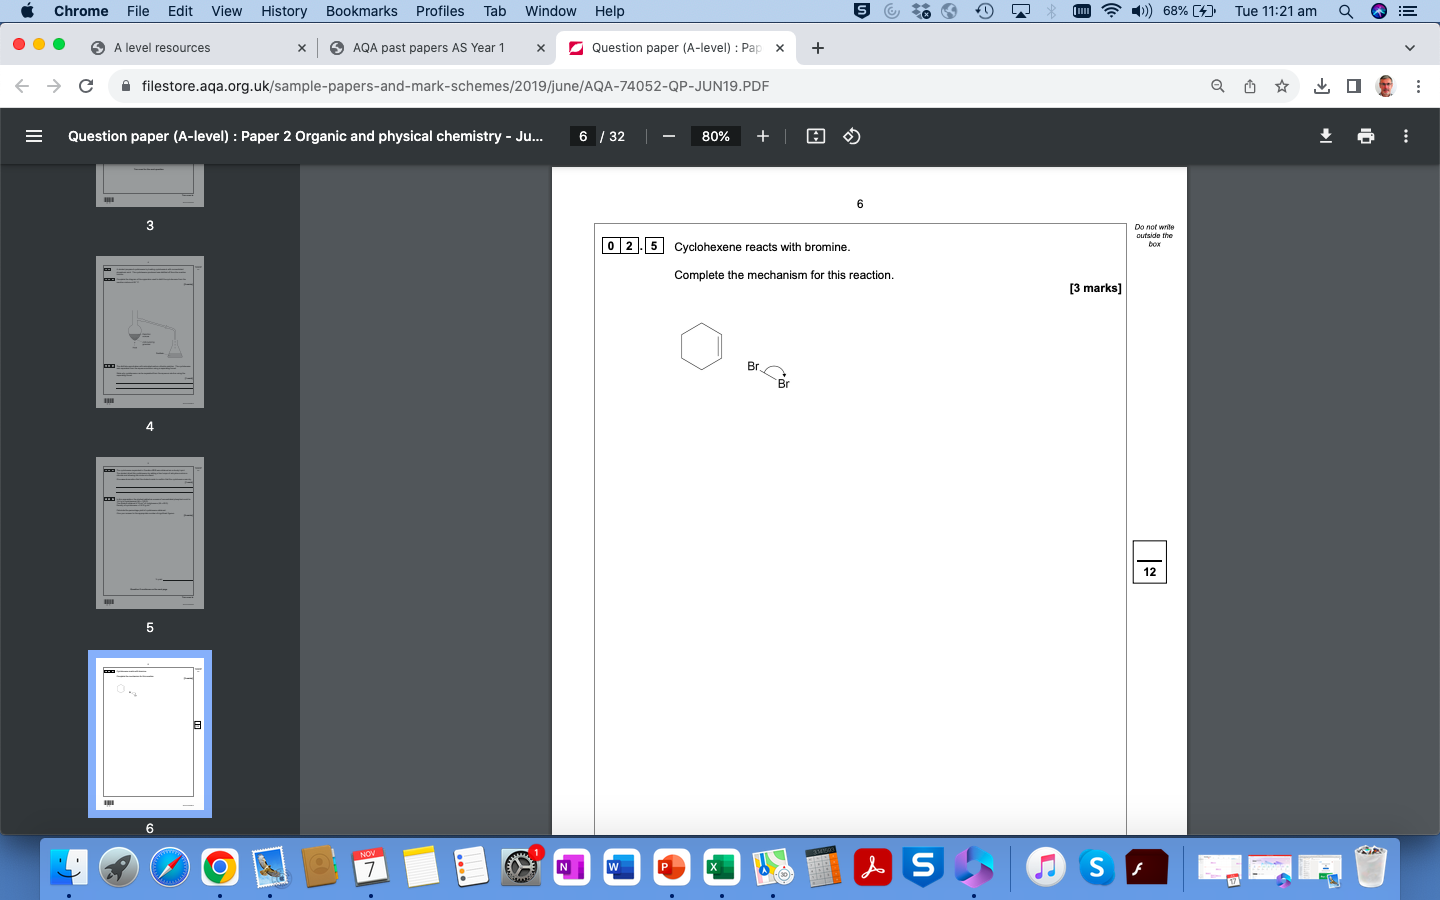 Chrome File Edit View History Bookmarks Profiles Tab Window Help 68% Tue 11:21 am
A level resources AQA past papers AS Year 1 Question paper (A-level) : Pap
filestore.aqa.org.uk/sample-papers-and-mark-schemes/2019/june/AQA-74052-QP-JUN19.PDF
Question paper (A-level) : Paper 2 Organic and physical chemistry - Ju... 6 / 32 80%
3
4
5
6
6
Do not write
outside the
box
0 2 . 5 Cyclohexene reacts with bromine.
Complete the mechanism for this reaction.
[3 marks]
Br
Br
12
NOV
7
1
17